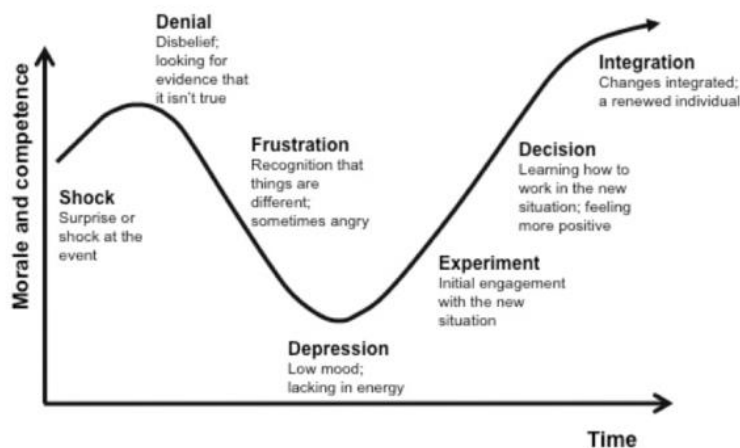 Denial
Disbelief;
looking for
evidence that
it isn't true
Integration
Changes integrated;
a renewed individual
Frustration
Recognition that
things are
different;
sometimes angry
Decision
Learning how to
work in the new
situation; feeling
more positive
Shock
Surprise or
shock at the
event
Experiment
Initial engagement
with the new
situation
Depression
Low mood;
lacking in energy
Morale and competence
Time